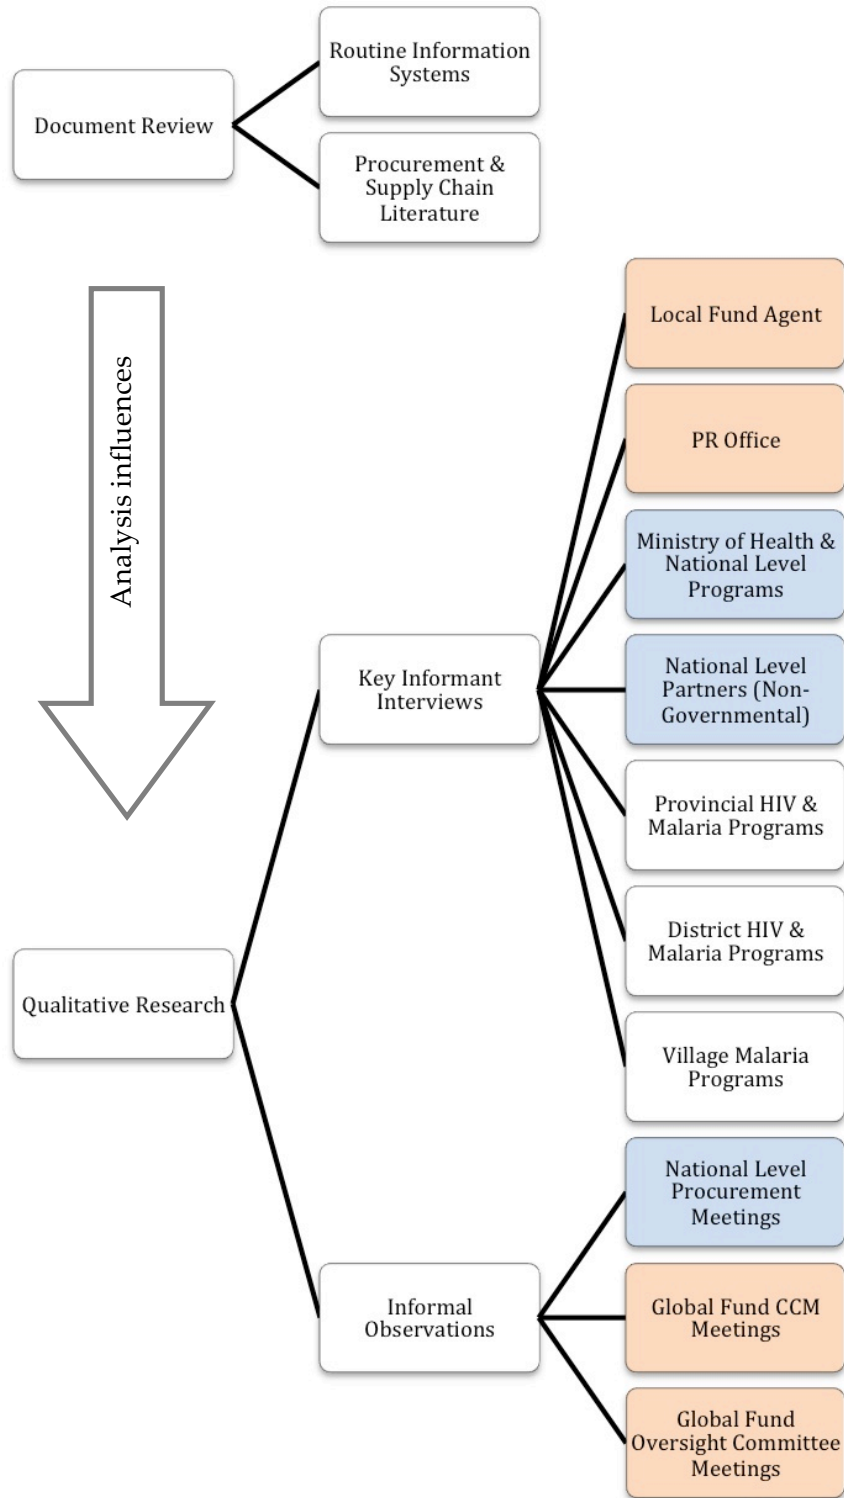 Routine Information
Systems
Document Review
Procurement &
Supply Chain
Literature
Local Fund Agent
PR Office
Analysis influences
Ministry of Health &
National Level
Programs
Key Informant
Interviews
National Level
Partners (Non-
Governmental)
Provincial HIV &
Malaria Programs
District HIV &
Malaria Programs
Qualitative Research
Village Malaria
Programs
National Level
Procurement
Meetings
Informal
Observations
Global Fund CCM
Meetings
Global Fund
Oversight Committee
Meetings